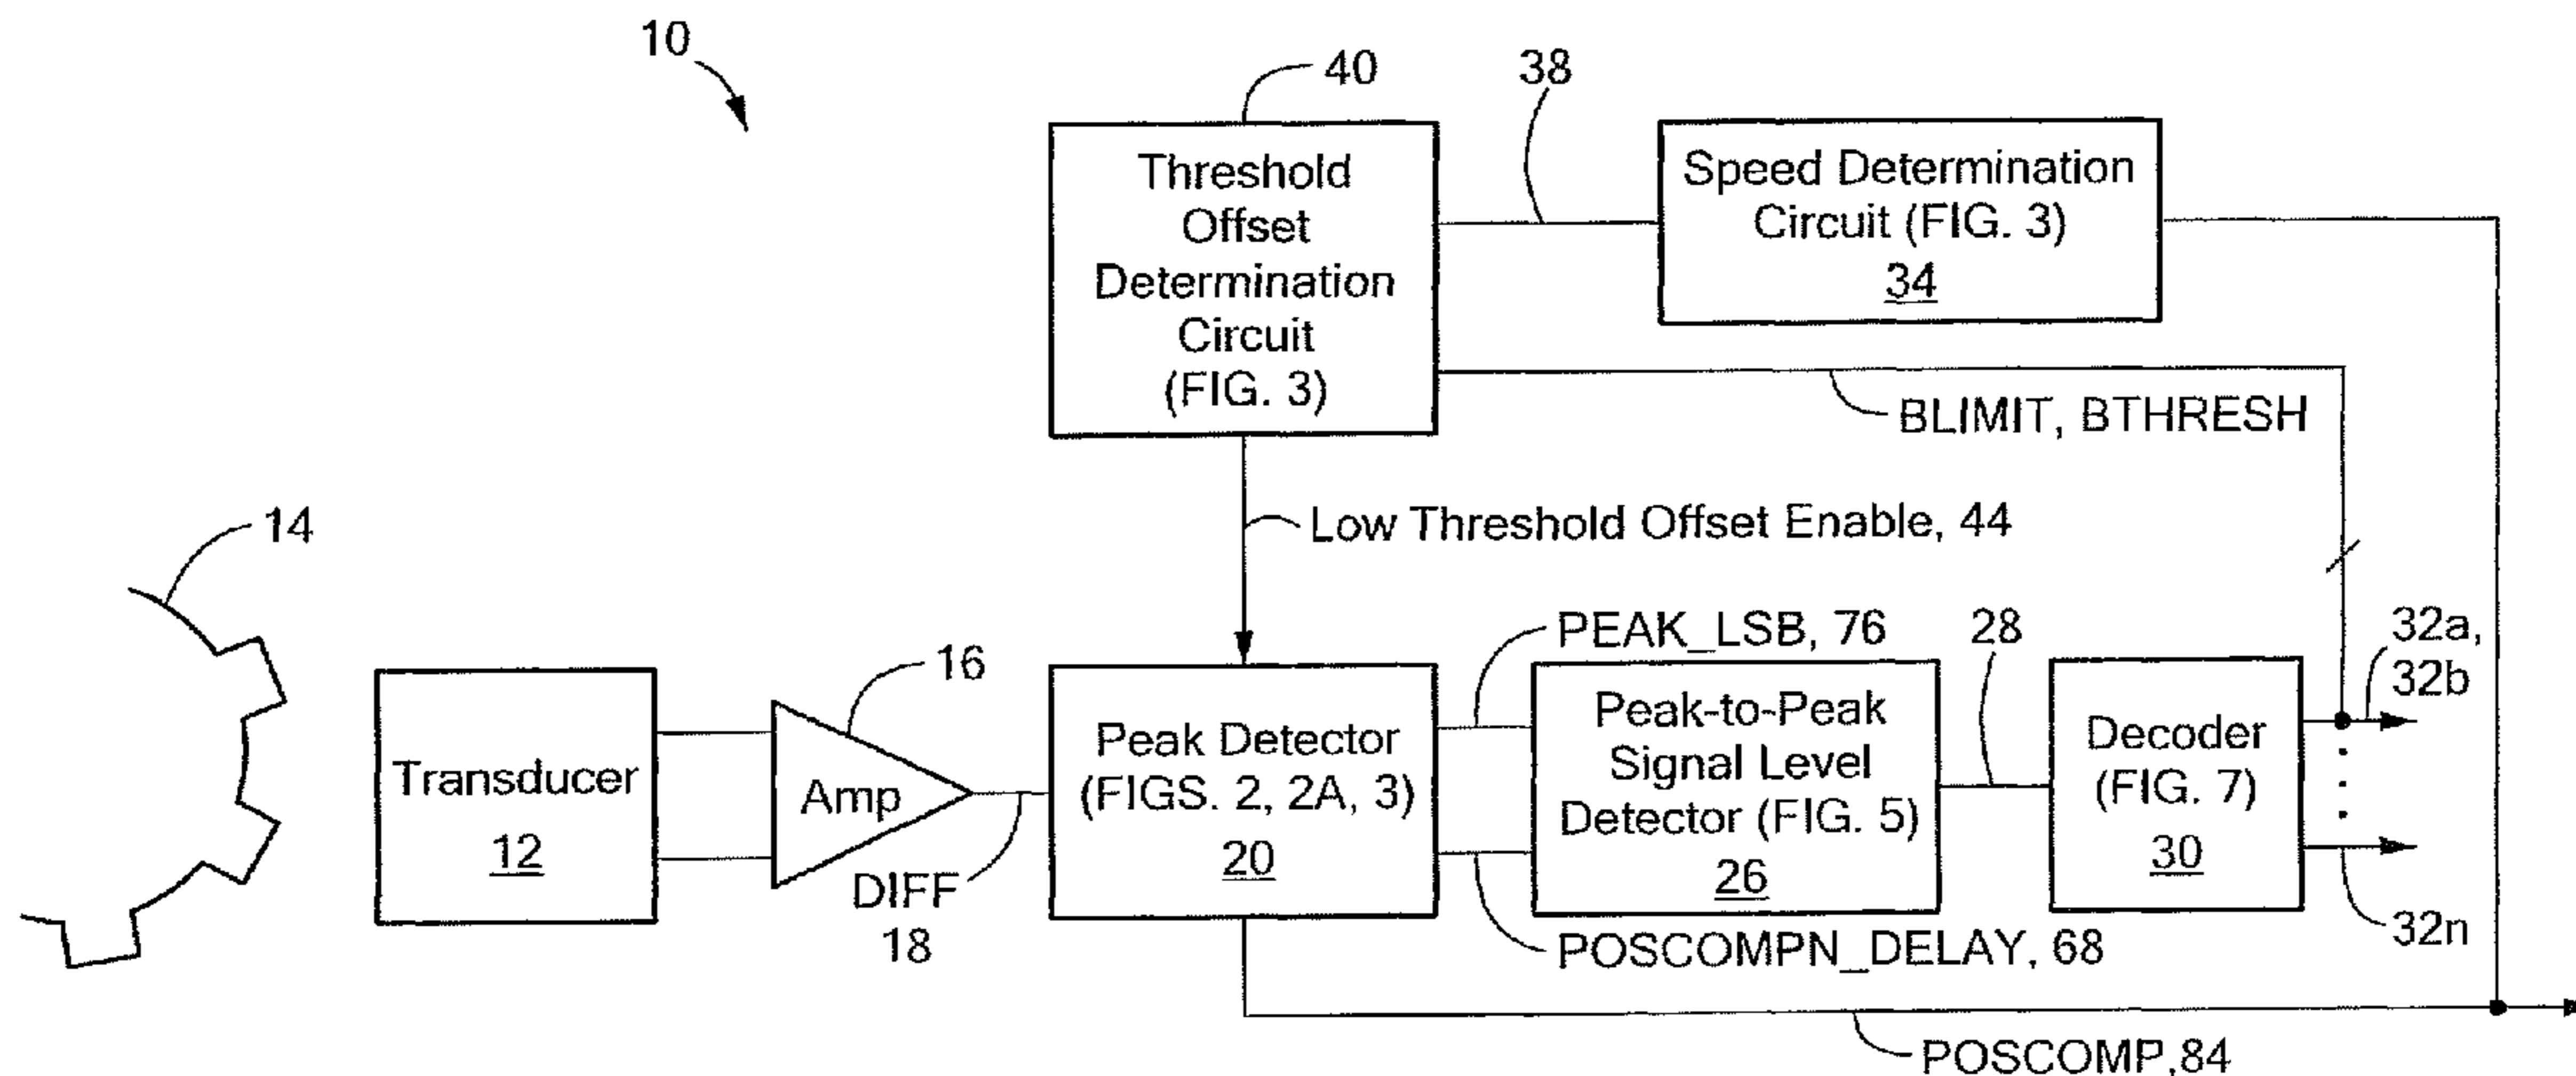 10
40
38
Threshold
Offset
Determination
Circuit
(FIG. 3)
Speed Determination
Circuit (FIG. 3)
34
BLIMIT, BTHRESH
Low Threshold Offset Enable, 44
14
16
Transducer
12
Amp
DIFF
18
Peak Detector
(FIGS. 2, 2A, 3)
20
PEAK_LSB, 76
POSCOMPN_DELAY, 68
Peak-to-Peak
Signal Level
Detector (FIG. 5)
26
28
Decoder
(FIG. 7)
30
32a,
32b
32n
POSCOMP,84